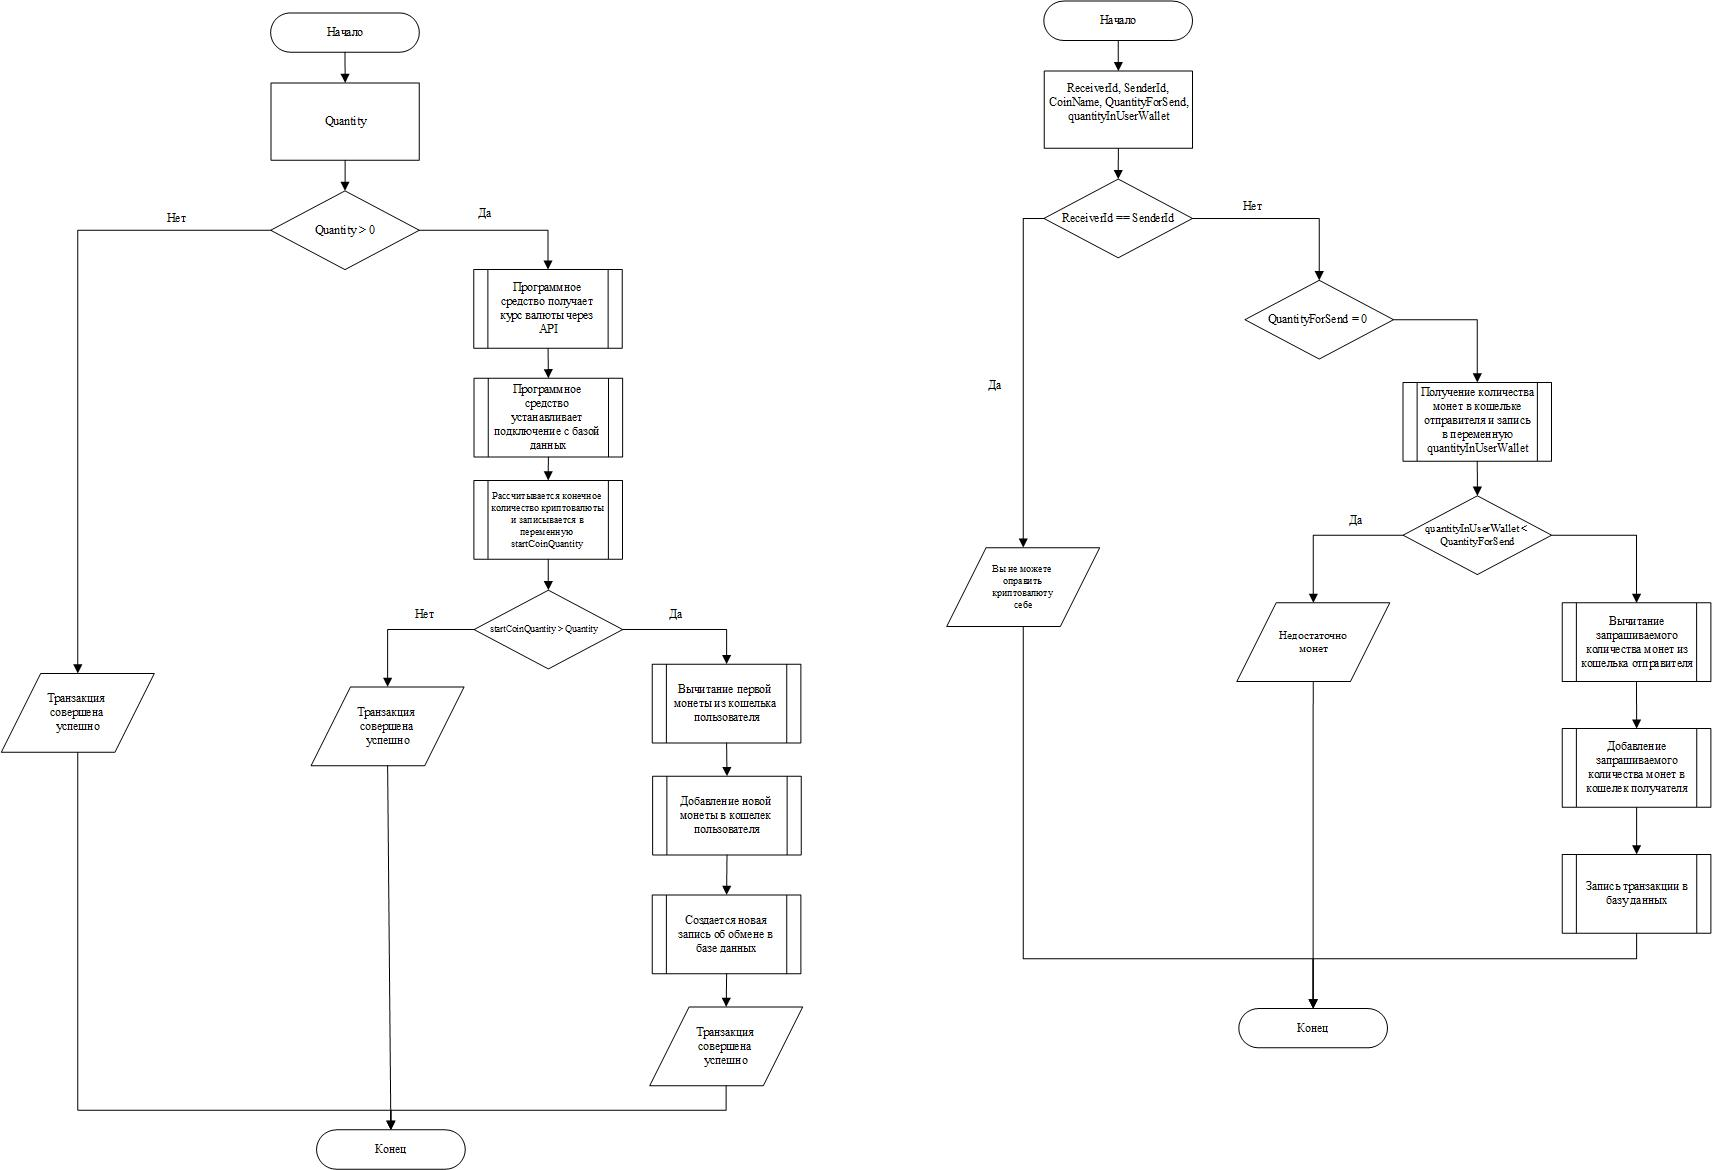 Начало
Quantity
Quantity > 0
Нет
Да
Программное
средство получает
курс валюты через
API
Программное
средство
устанавливает
подключение с базой
данных
Рассчитывается конечное
количество криптовалюты
и записывается в
переменную
startCoinQuantity
startCoinQuantity > Quantity
Нет
Да
Транзакция
совершена
успешно
Транзакция
совершена
успешно
Вычитание первой
монеты из кошелька
пользователя
Добавление новой
монеты в кошелек
пользователя
Создается новая
запись об обмене в
базе данных
Транзакция
совершена
успешно
Конец
Начало
ReceiverId, SenderId,
CoinName, QuantityForSend,
quantityInUserWallet
ReceiverId == SenderId
Нет
Да
QuantityForSend = 0
Получение количества
монет в кошельке
отправителя и запись
в переменную
quantityInUserWallet
quantityInUserWallet <
QuantityForSend
Да
Вы не можете
оправить
криптовалюту
себе
Недостаточно
монет
Вычитание
запрашиваемого
количества монет из
кошелька отправителя
Добавление
запрашиваемого
количества монет в
кошелек получателя
Запись транзакции в
базу данных
Конец